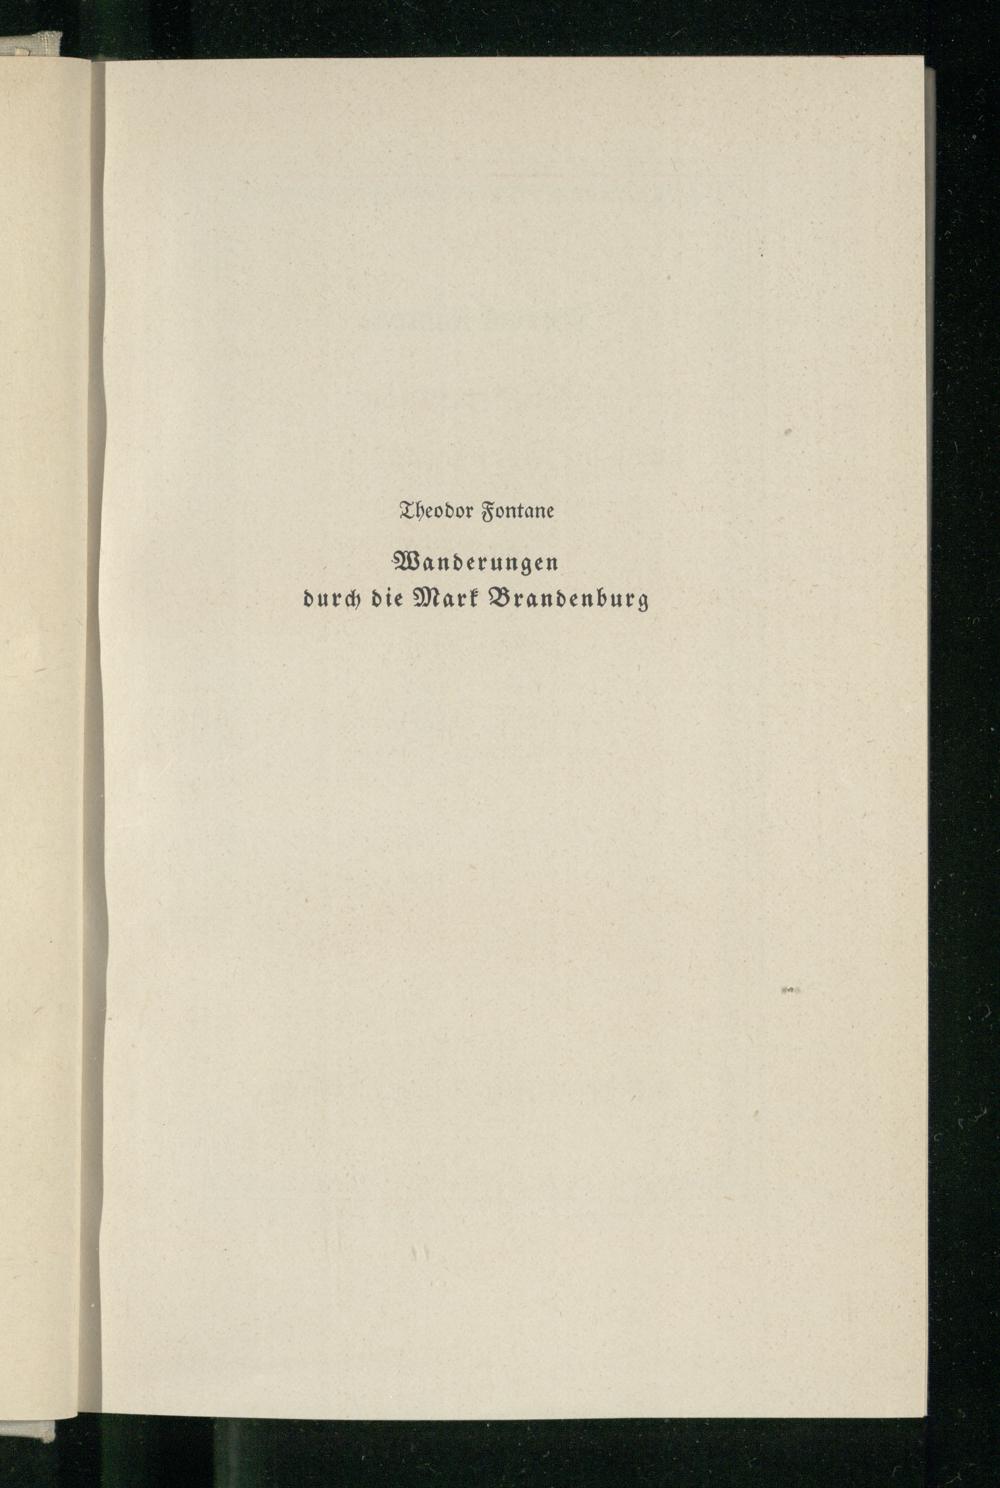 Theodor Fontane
Wanderungen
durch die Mark Brandenburg